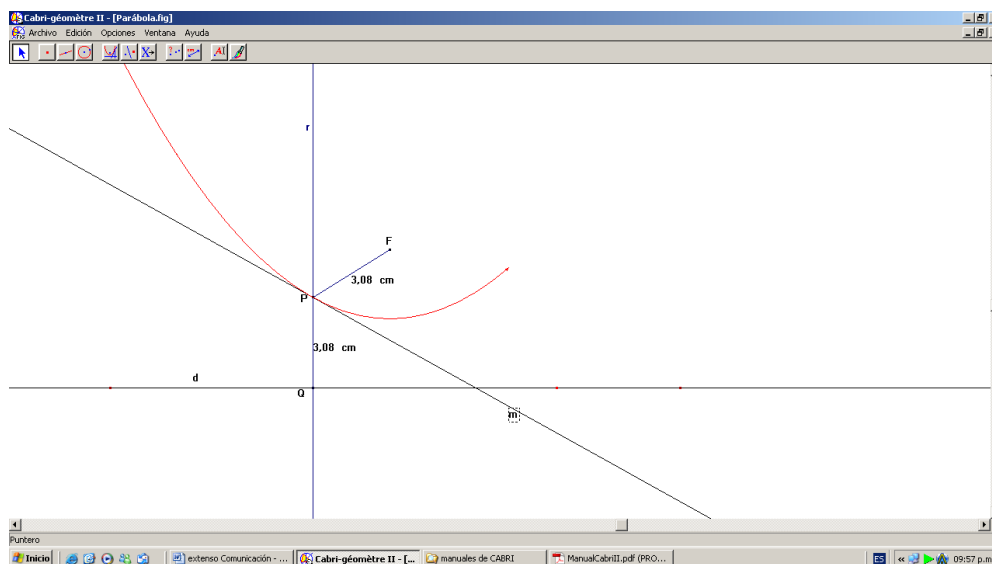 Cabri-géomètre II - [Parábola.fig]
Archivo Edición Opciones Ventana Ayuda
r
F
3,08 cm
P
3,08 cm
d
Q
m
Puntero
Inicio extenso Comunicación - ... Cabri-géomètre II - [... manuales de CABRI ManualCabriII.pdf (PRO... ES « 09:57 p.m.